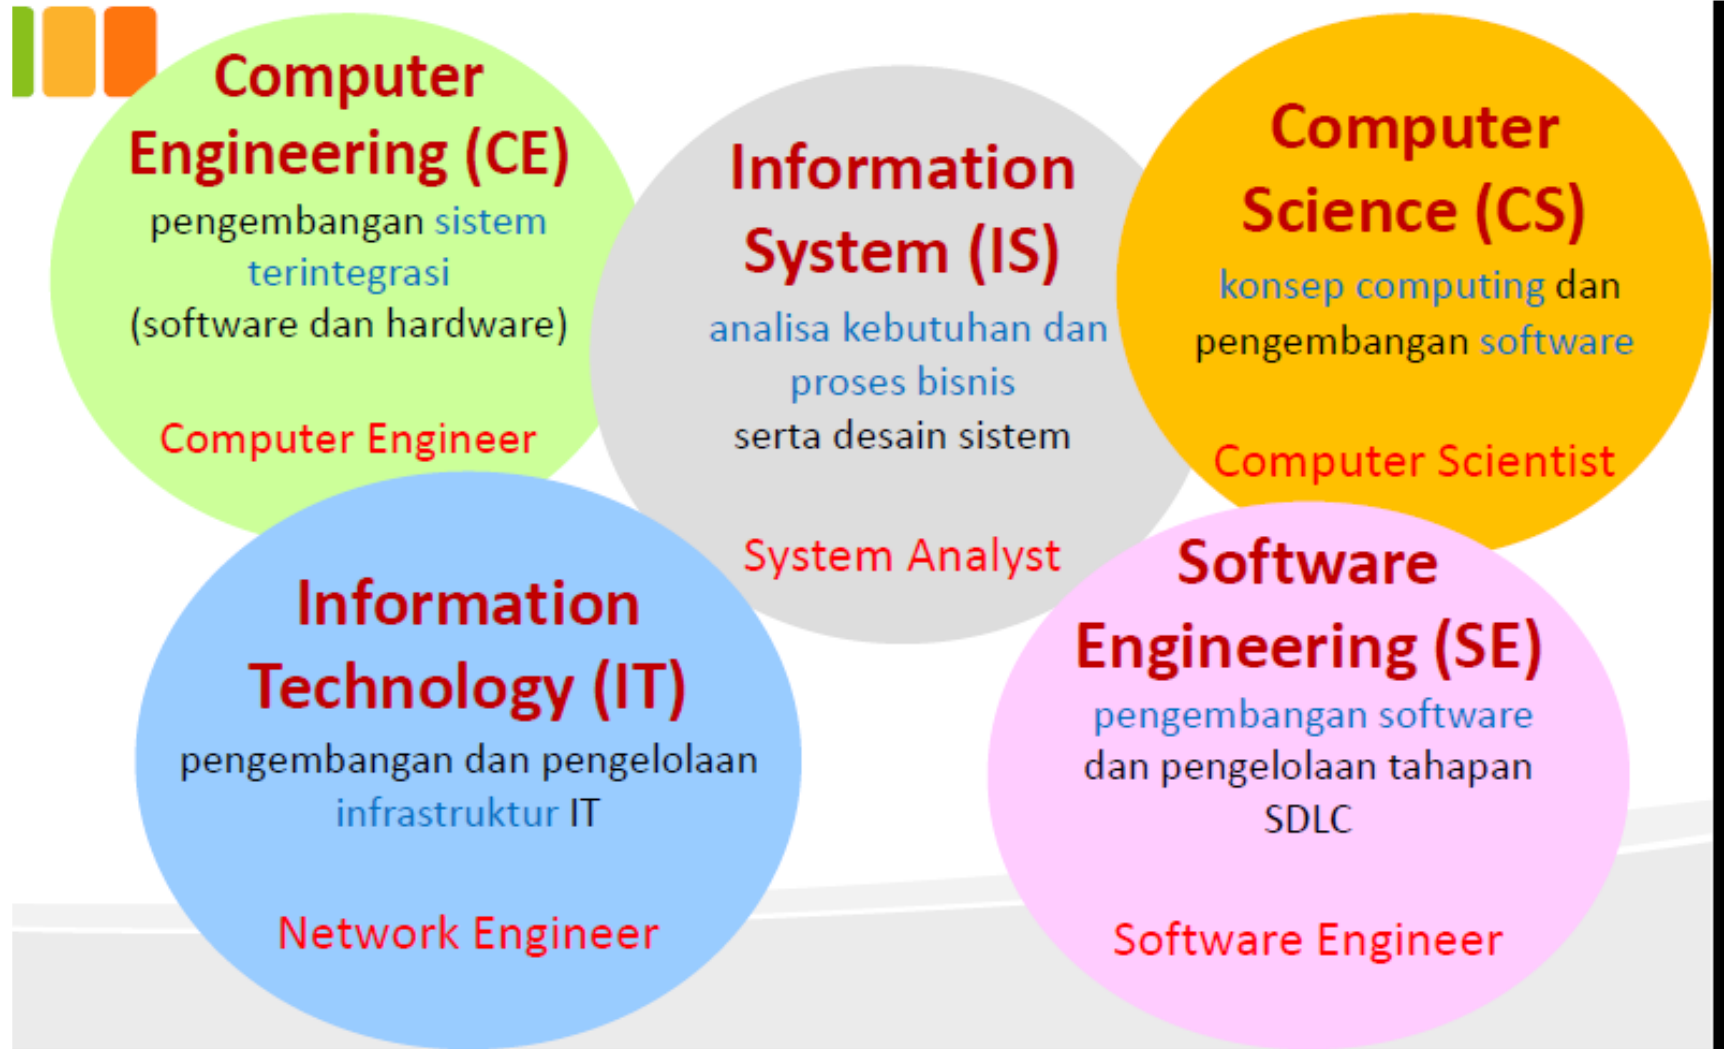 Computer
Engineering (CE)
pengembangan sistem
terintegrasi
(software dan hardware)
Computer Engineer
Information
System (IS)
analisa kebutuhan dan
proses bisnis
serta desain sistem
System Analyst
Computer
Science (CS)
konsep computing dan
pengembangan software
Computer Scientist
Information
Technology (IT)
pengembangan dan pengelolaan
infrastruktur IT
Network Engineer
Software
Engineering (SE)
pengembangan software
dan pengelolaan tahapan
SDLC
Software Engineer